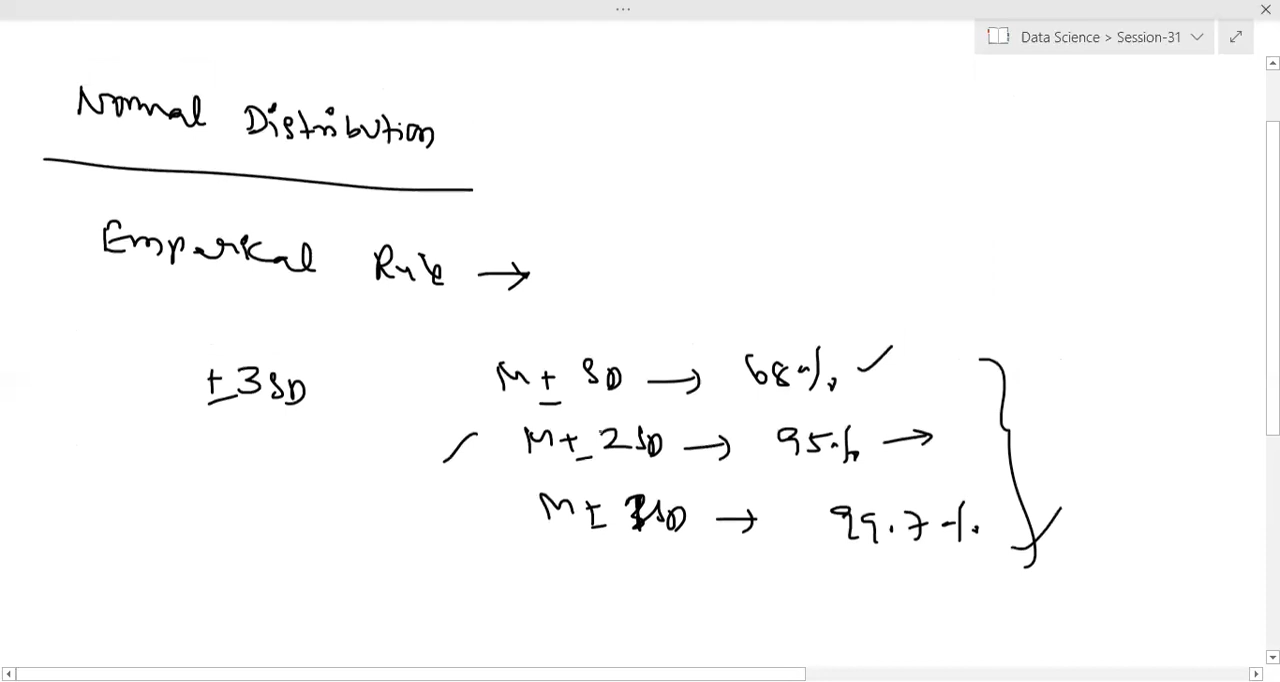 Data Science > Session-31
Normal Distribution
Emperikal Rule →
±3SD
M ± SD → 68% ✓
M ± 2SD → 95% →
M ± 3SD → 99.7%